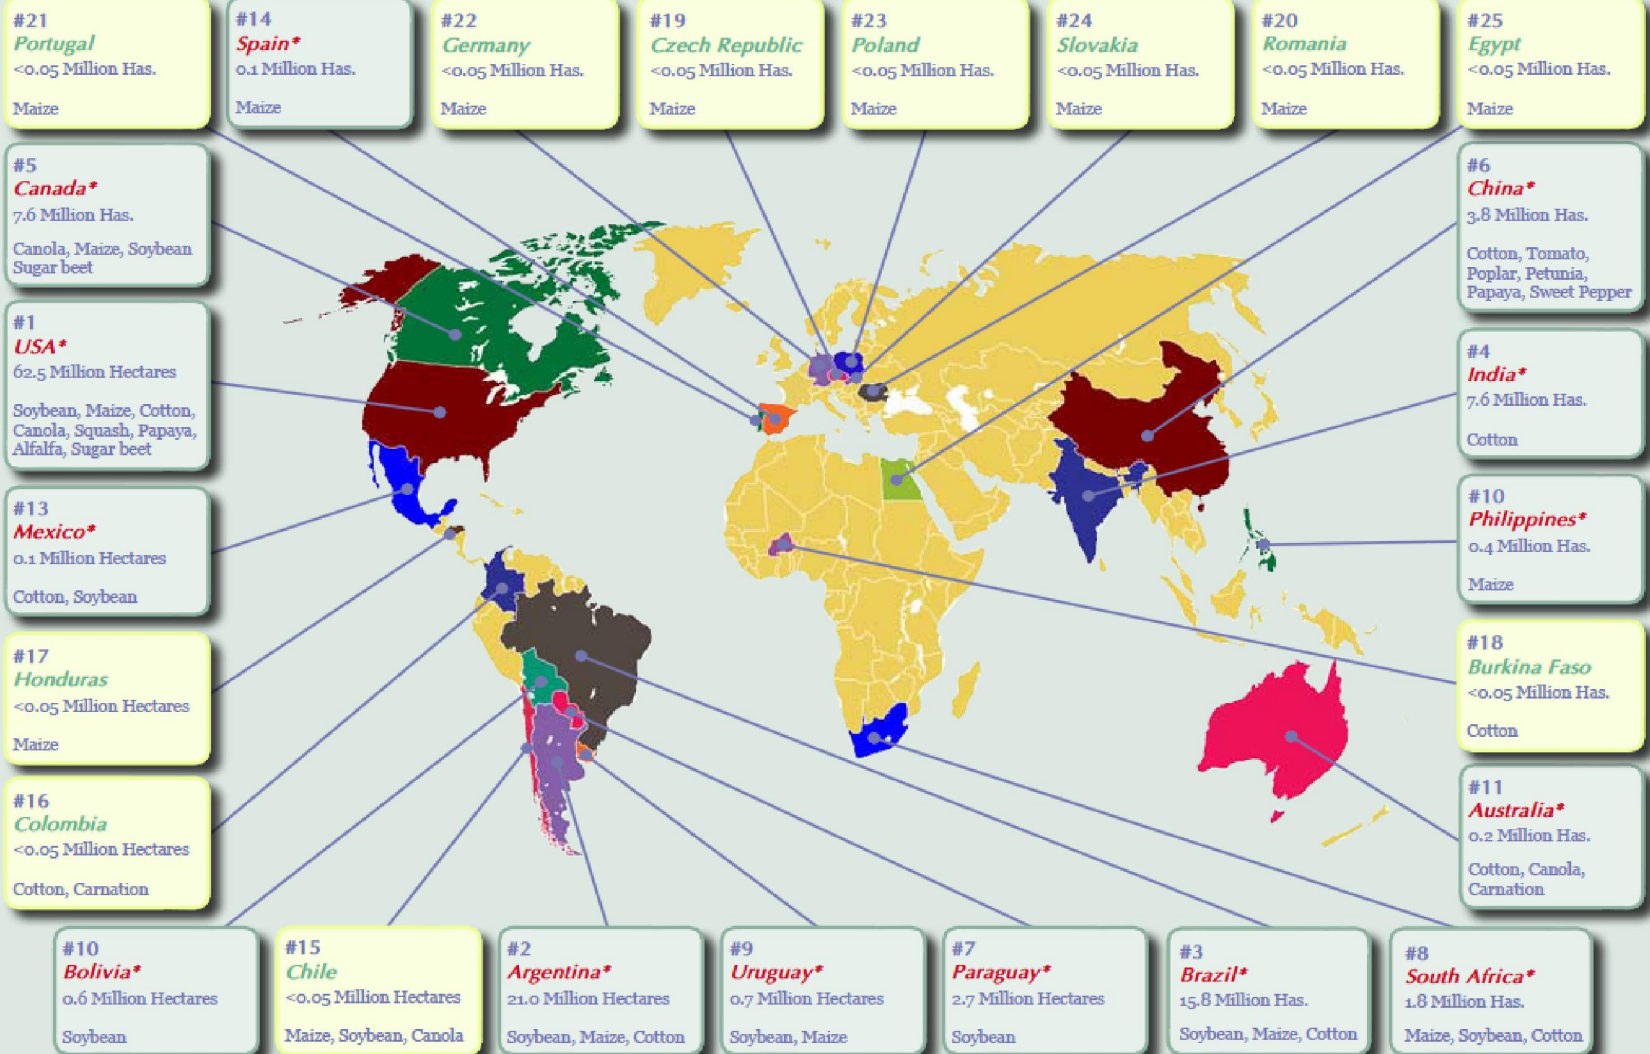 #21
Portugal
<0.05 Million Has.
Maize
#14
Spain*
0.1 Million Has.
Maize
#22
Germany
<0.05 Million Has.
Maize
#19
Czech Republic
<0.05 Million Has.
Maize
#23
Poland
<0.05 Million Has.
Maize
#24
Slovakia
<0.05 Million Has.
Maize
#20
Romania
<0.05 Million Has.
Maize
#25
Egypt
<0.05 Million Has.
Maize
#5
Canada*
7.6 Million Has.
Canola, Maize, Soybean
Sugar beet
#6
China*
3.8 Million Has.
Cotton, Tomato,
Poplar, Petunia,
Papaya, Sweet Pepper
#1
USA*
62.5 Million Hectares
Soybean, Maize, Cotton,
Canola, Squash, Papaya,
Alfalfa, Sugar beet
#4
India*
7.6 Million Has.
Cotton
#13
Mexico*
0.1 Million Hectares
Cotton, Soybean
#10
Philippines*
0.4 Million Has.
Maize
#17
Honduras
<0.05 Million Hectares
Maize
#18
Burkina Faso
<0.05 Million Has.
Cotton
#16
Colombia
<0.05 Million Hectares
Cotton, Carnation
#11
Australia*
0.2 Million Has.
Cotton, Canola,
Carnation
#10
Bolivia*
0.6 Million Hectares
Soybean
#15
Chile
<0.05 Million Hectares
Maize, Soybean, Canola
#2
Argentina*
21.0 Million Hectares
Soybean, Maize, Cotton
#9
Uruguay*
0.7 Million Hectares
Soybean, Maize
#7
Paraguay*
2.7 Million Hectares
Soybean
#3
Brazil*
15.8 Million Has.
Soybean, Maize, Cotton
#8
South Africa*
1.8 Million Has.
Maize, Soybean, Cotton